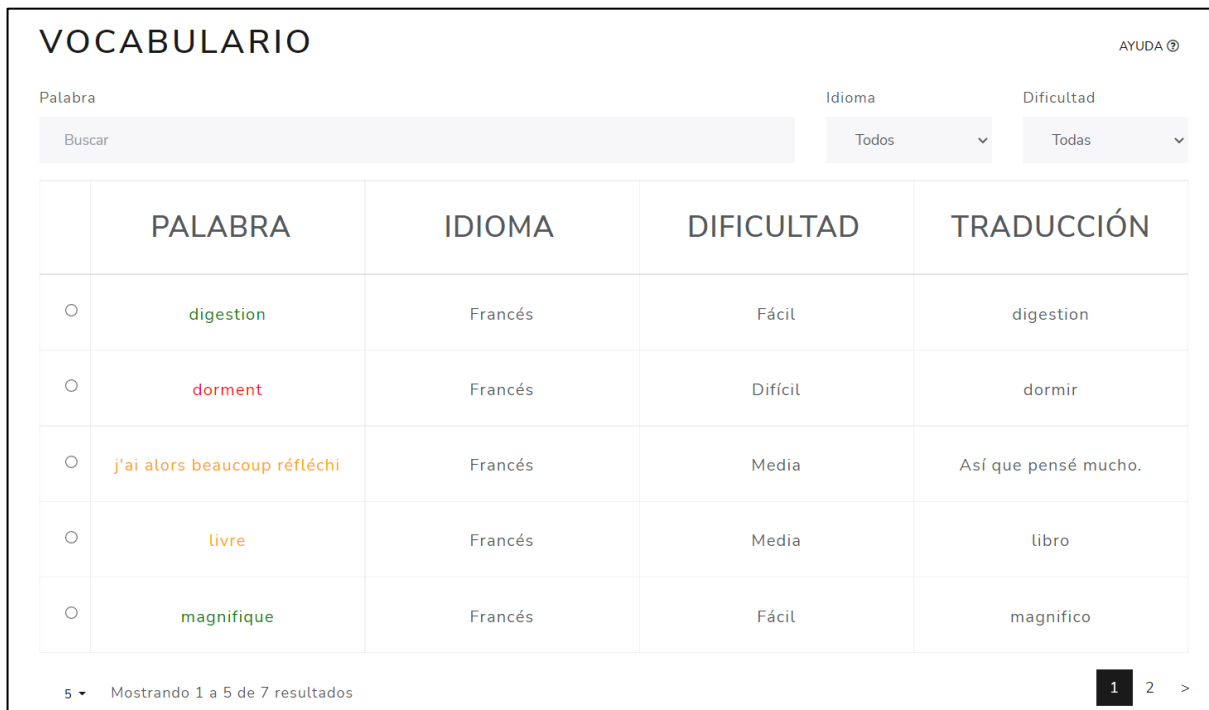 VOCABULARIO
AYUDA
Palabra Idioma Dificultad
Buscar Todos Todas
PALABRA IDIOMA DIFICULTAD TRADUCCIÓN
digestion Francés Fácil digestion
dorment Francés Difícil dormir
j'ai alors beaucoup réfléchi Francés Media Así que pensé mucho.
livre Francés Media libro
magnifique Francés Fácil magnifico
5 Mostrando 1 a 5 de 7 resultados 1 2 >